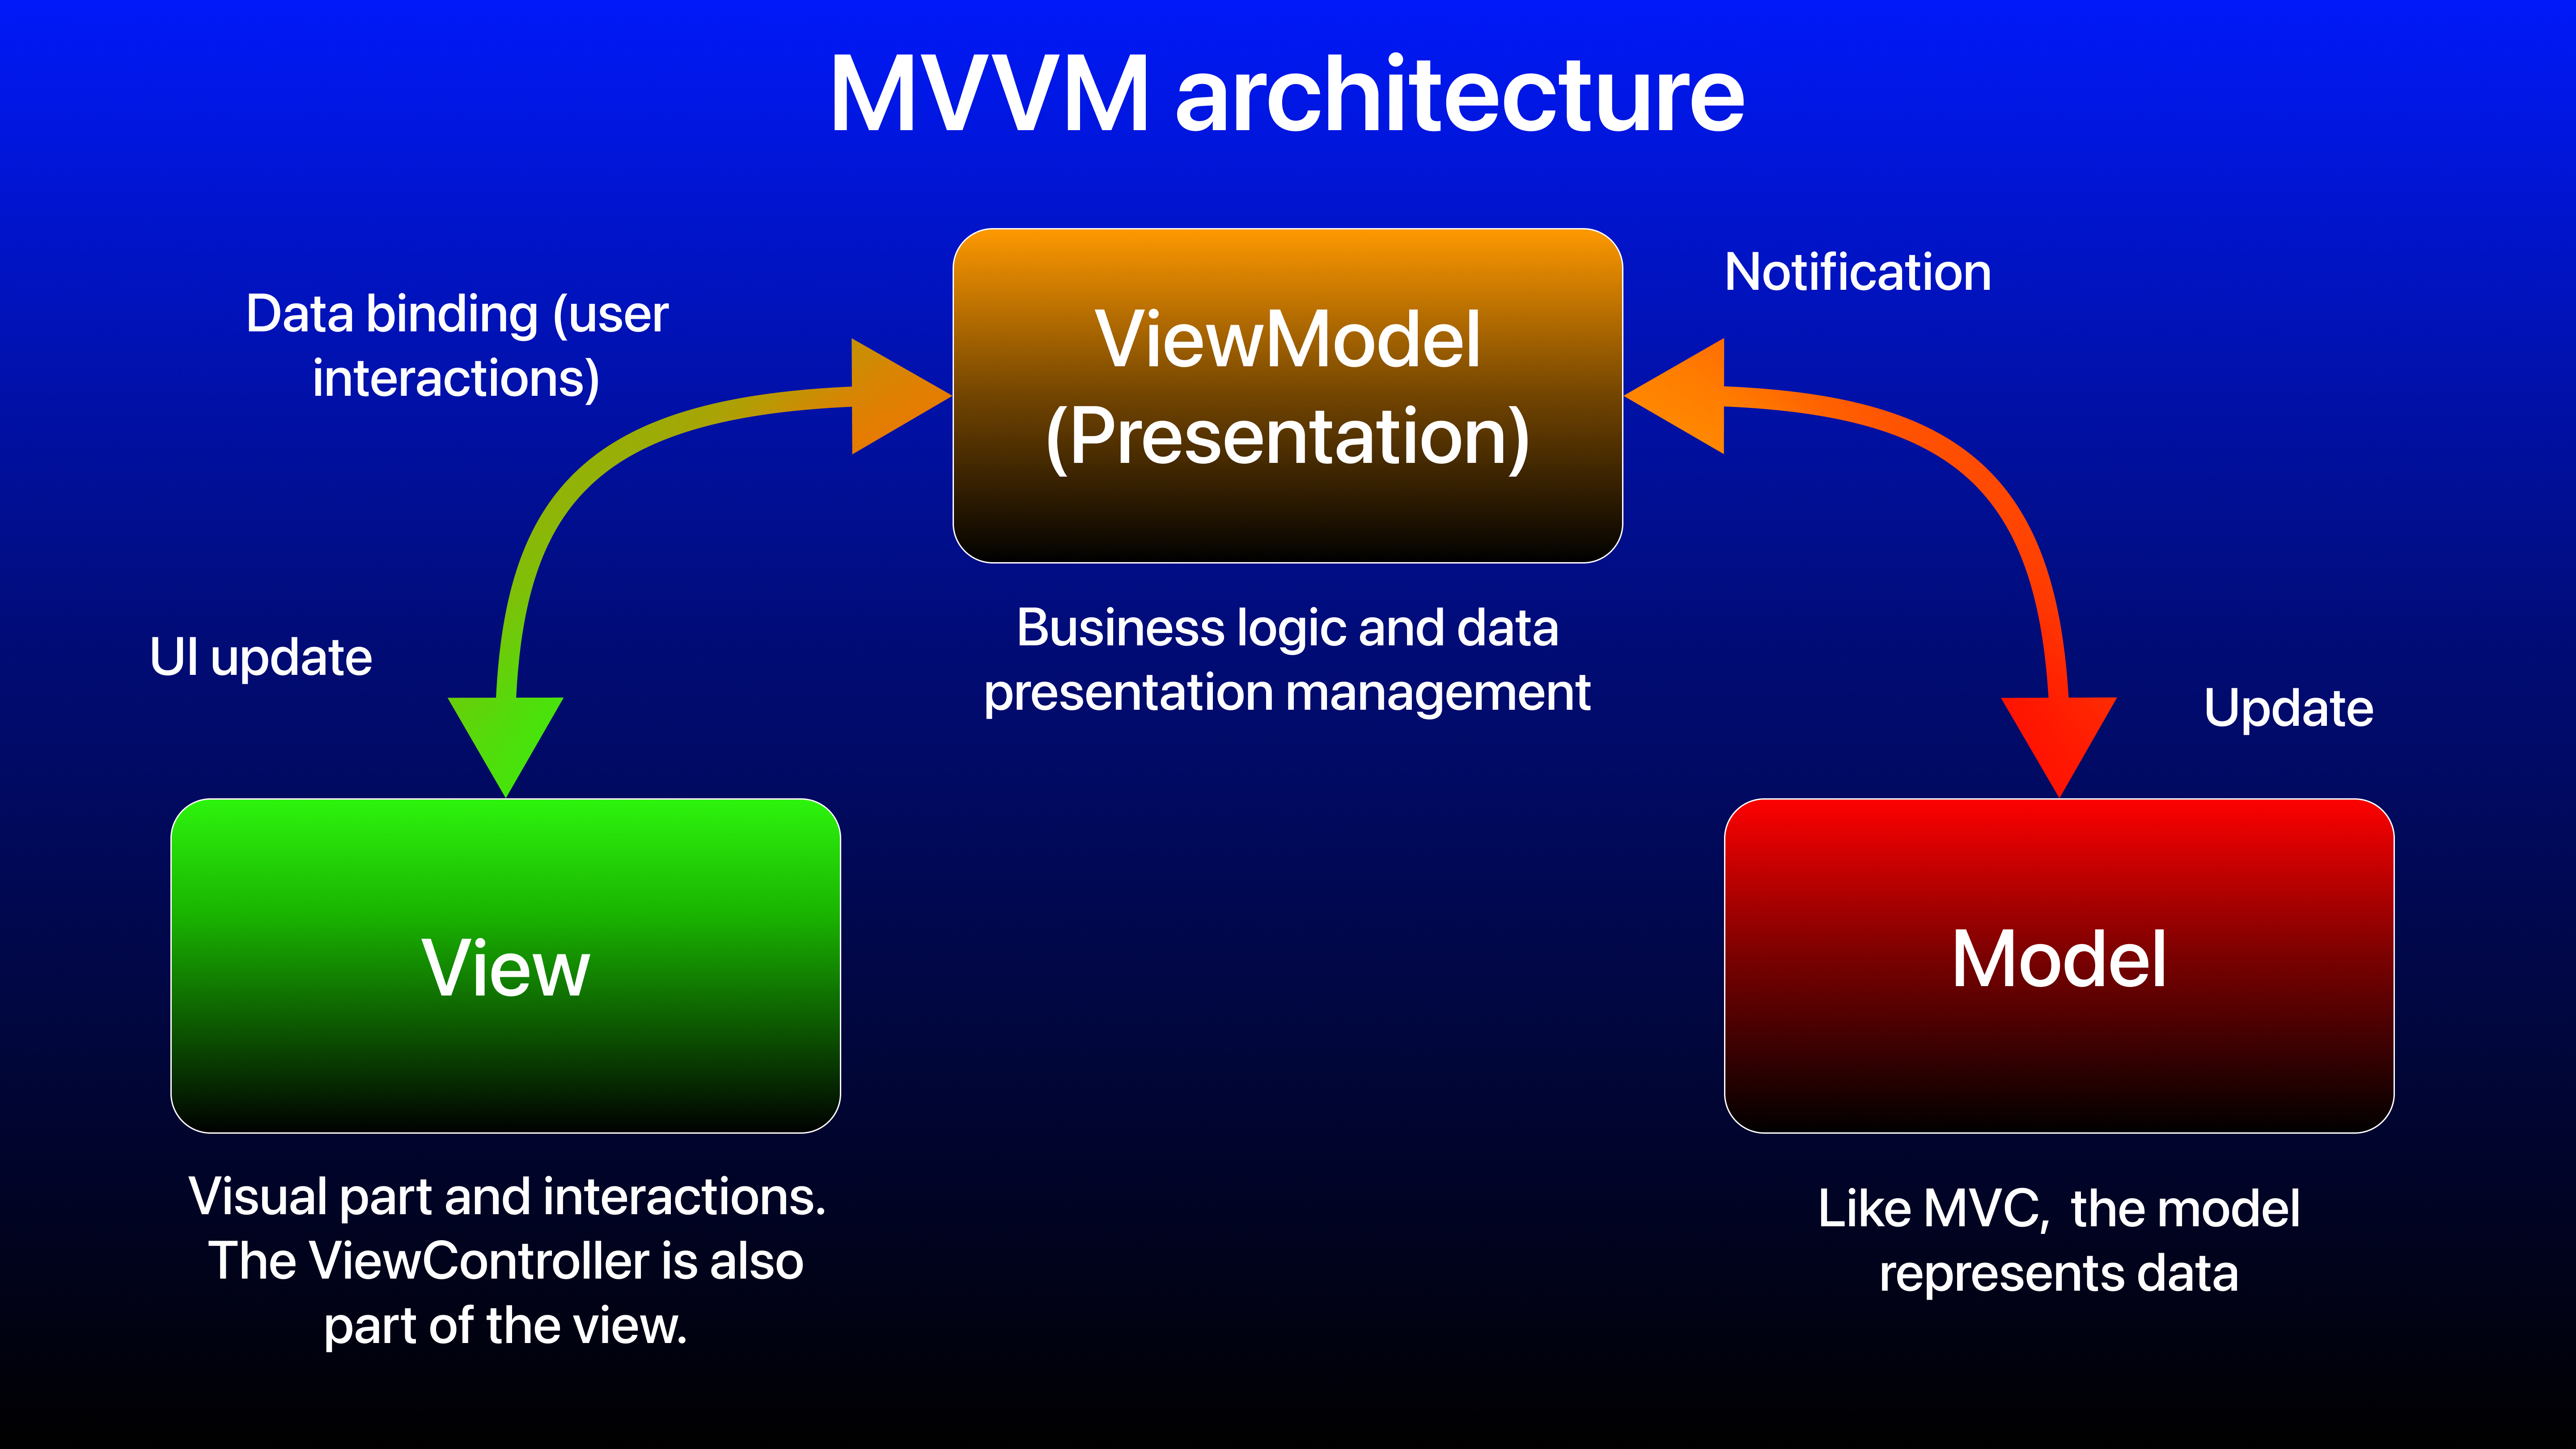 MVVM architecture
Data binding (user
interactions)
ViewModel
(Presentation)
Notification
Business logic and data
presentation management
UI update
Update
View
Model
Visual part and interactions.
The ViewController is also
part of the view.
Like MVC,  the model
represents data